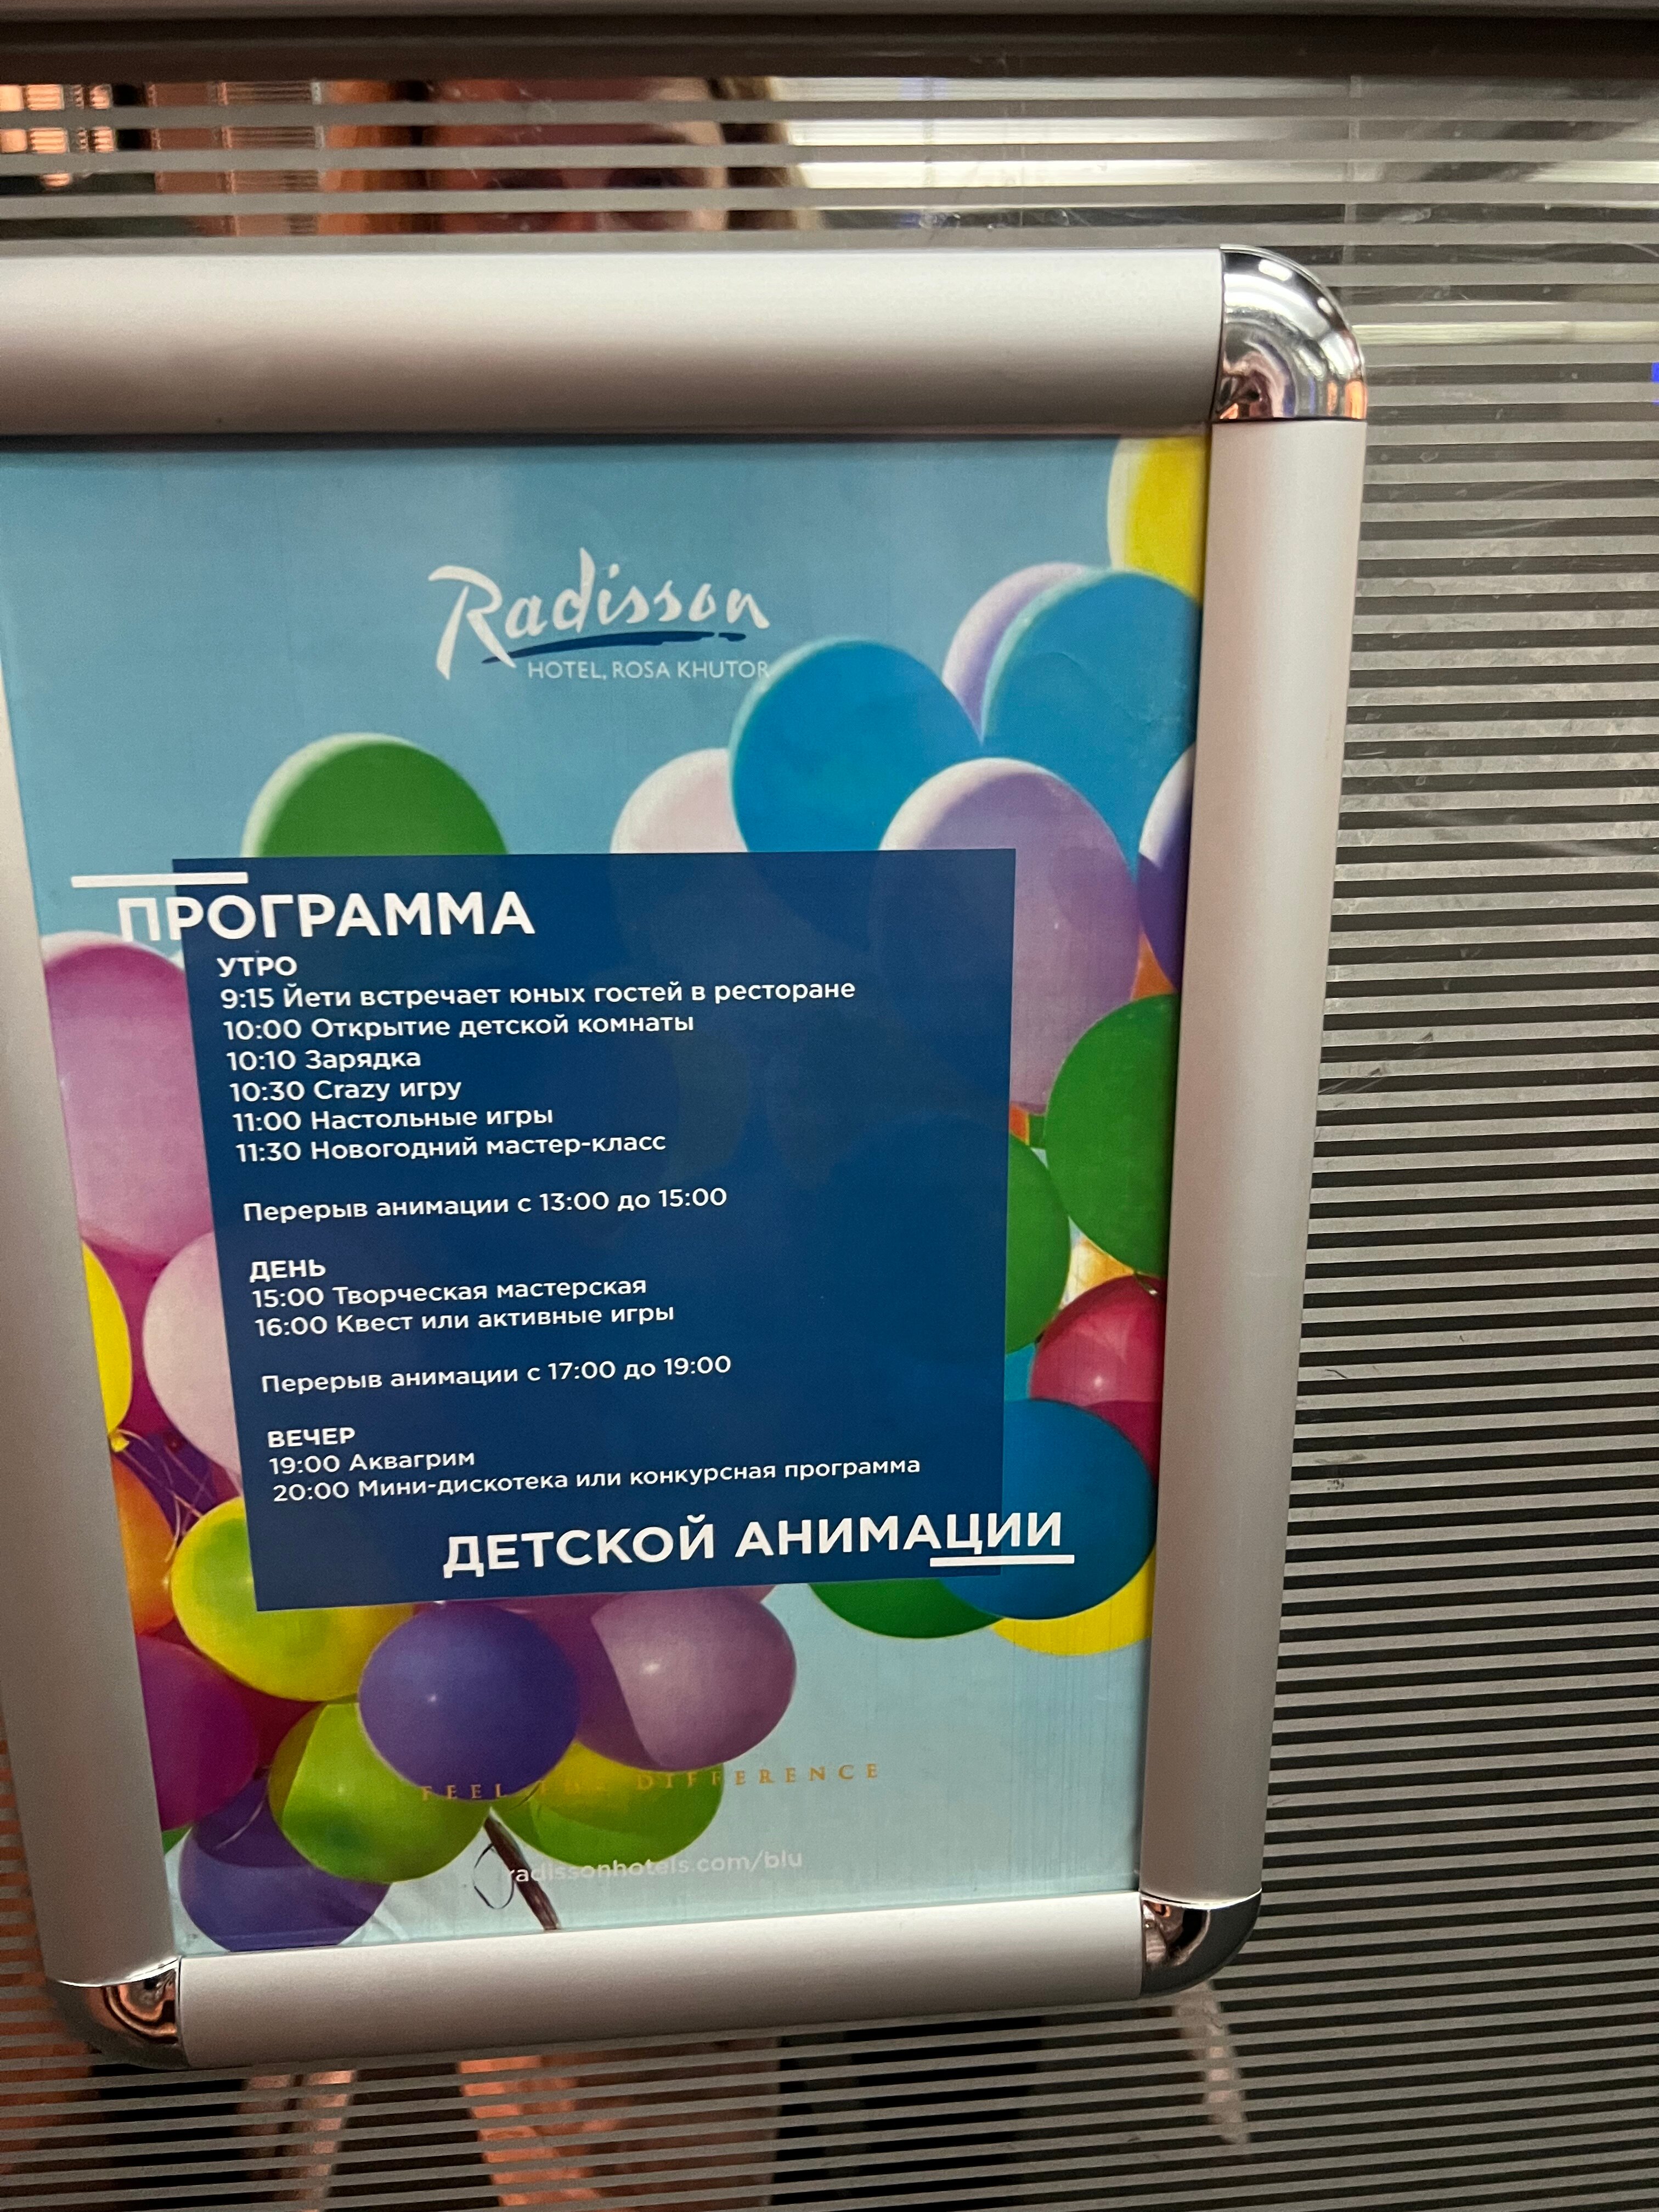 Radisson
HOTEL, ROSA KHUTOR
ПРОГРАММА
УТРО
9:15 Йети встречает юных гостей в ресторане
10:00 Открытие детской комнаты
10:10 Зарядка
10:30 Crazy игру
11:00 Настольные игры
11:30 Новогодний мастер-класс
Перерыв анимации с 13:00 до 15:00
ДЕНЬ
15:00 Творческая мастерская
16:00 Квест или активные игры
Перерыв анимации с 17:00 до 19:00
ВЕЧЕР
19:00 Аквагрим
20:00 Мини-дискотека или конкурсная программа
ДЕТСКОЙ АНИМАЦИИ
FEEL THE DIFFERENCE
radissonhotels.com/blu